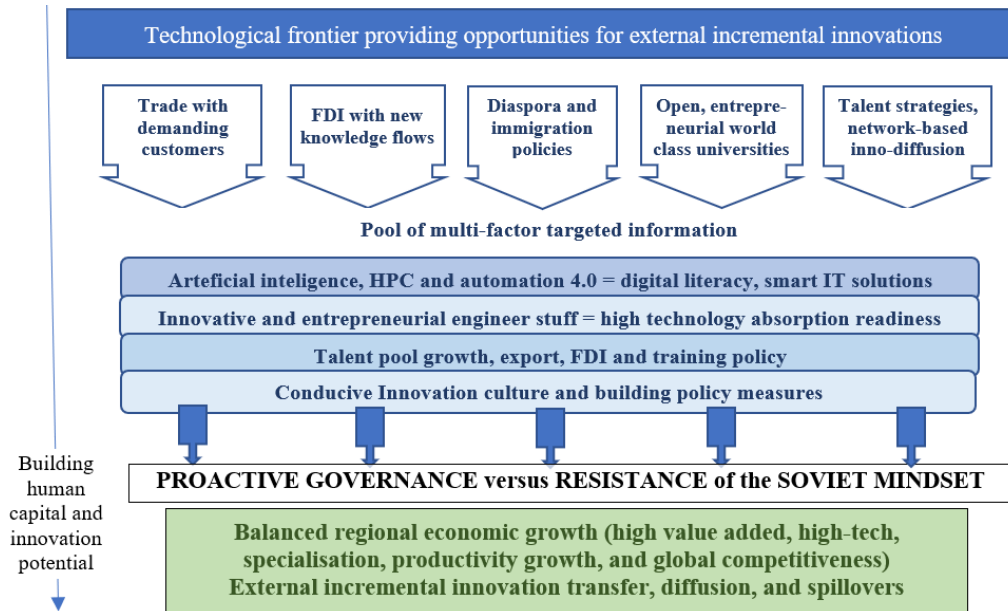 Technological frontier providing opportunities for external incremental innovations
Trade with
demanding
customers
FDI with new
knowledge flows
Diaspora and
immigration
policies
Open, entrepre-
neurial world
class universities
Talent strategies,
network-based
inno-diffusion
Pool of multi-factor targeted information
Arteficial inteligence, HPC and automation 4.0 = digital literacy, smart IT solutions
Innovative and entrepreneurial engineer stuff = high technology absorption readiness
Talent pool growth, export, FDI and training policy
Conducive Innovation culture and building policy measures
Building
human
capital and
innovation
potential
PROACTIVE GOVERNANCE versus RESISTANCE of the SOVIET MINDSET
Balanced regional economic growth (high value added, high-tech,
specialisation, productivity growth, and global competitiveness)
External incremental innovation transfer, diffusion, and spillovers